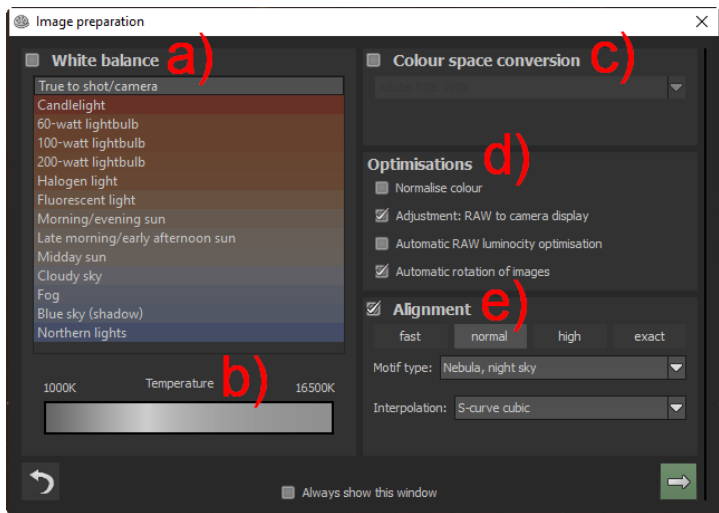 Image preparation
White balance
a)
True to shot/camera
Candlelight
60-watt lightbulb
100-watt lightbulb
200-watt lightbulb
Halogen light
Fluorescent light
Morning/evening sun
Late morning/early afternoon sun
Midday sun
Cloudy sky
Fog
Blue sky (shadow)
Northern lights
b)
1000K Temperature 16500K
Colour space conversion
c)
Optimisations
d)
Normalise colour
Adjustment: RAW to camera display
Automatic RAW luminocity optimisation
Automatic rotation of images
Alignment
e)
fast normal high exact
Motif type: Nebula, night sky
Interpolation: S-curve cubic
Always show this window